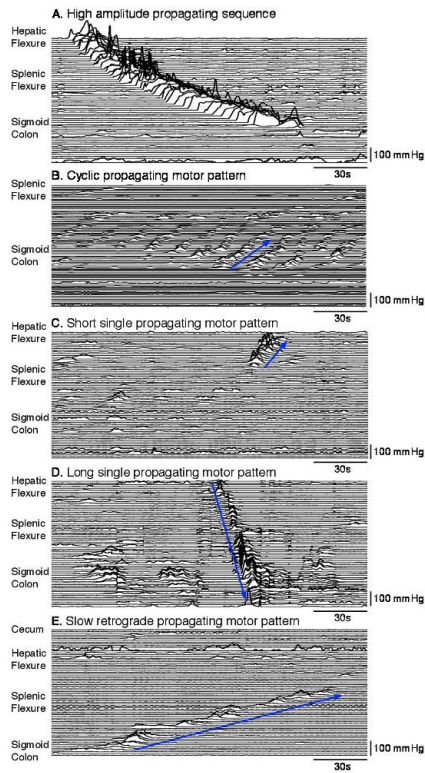 A. High amplitude propagating sequence
Hepatic
Flexure
Splenic
Flexure
Sigmoid
Colon
100 mm Hg
30s
B. Cyclic propagating motor pattern
Splenic
Flexure
Sigmoid
Colon
100 mm Hg
30s
C. Short single propagating motor pattern
Hepatic
Flexure
Splenic
Flexure
Sigmoid
Colon
100 mm Hg
30s
D. Long single propagating motor pattern
Hepatic
Flexure
Splenic
Flexure
Sigmoid
Colon
100 mm Hg
30s
E. Slow retrograde propagating motor pattern
Cecum
Hepatic
Flexure
Splenic
Flexure
Sigmoid
Colon
100 mm Hg
30s